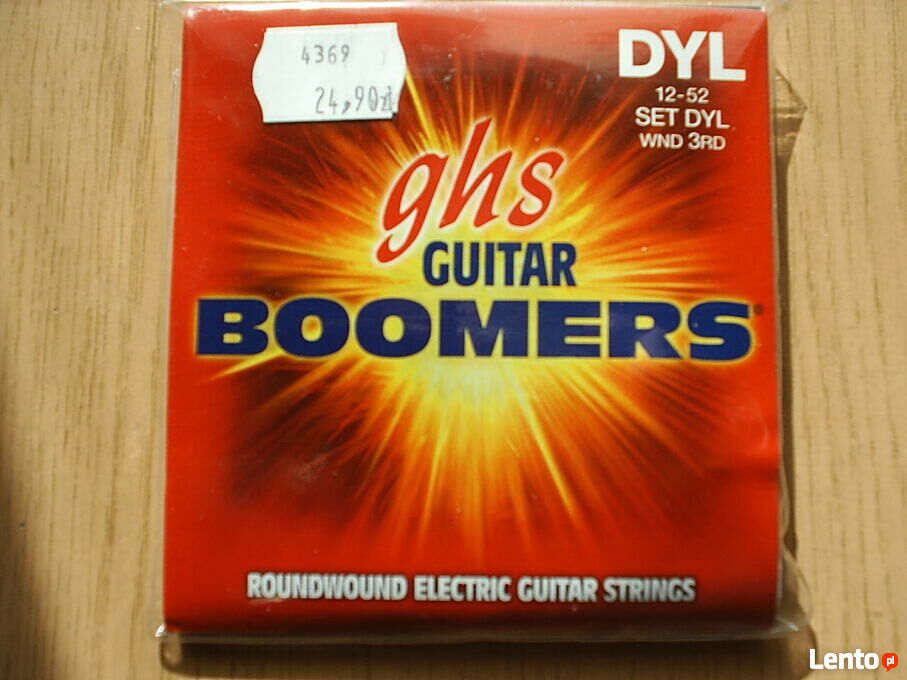 4369
24,90zł
DYL
12-52
SET DYL
WND 3RD
ghs
GUITAR
BOOMERS®
ROUNDWOUND ELECTRIC GUITAR STRINGS
Lento pl